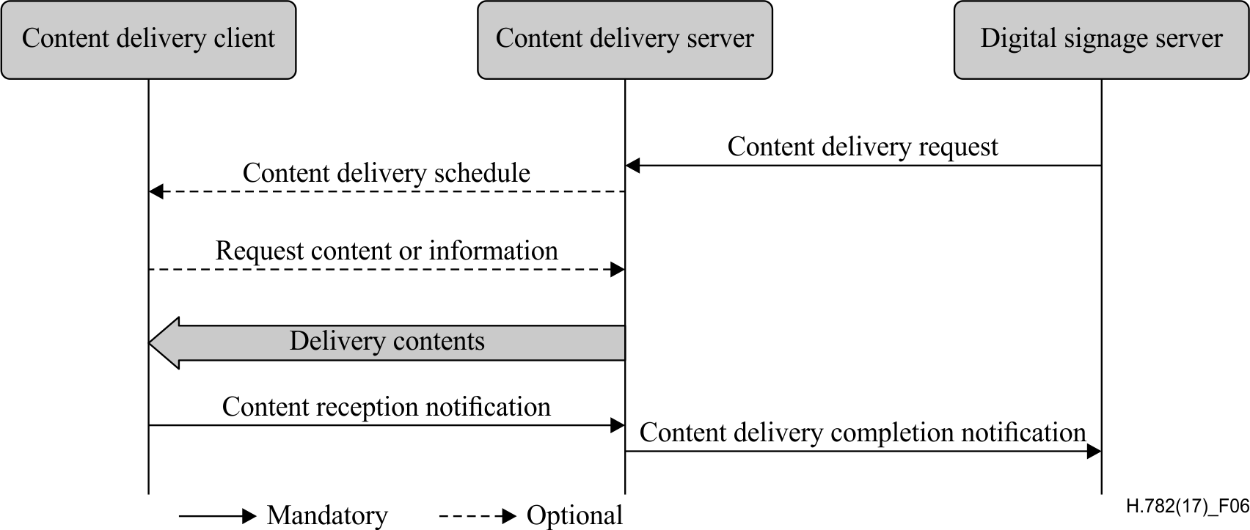 Content delivery client
Content delivery server
Digital signage server
Content delivery request
Content delivery schedule
Request content or information
Delivery contents
Content reception notification
Content delivery completion notification
H.782(17)_F06
Mandatory
Optional